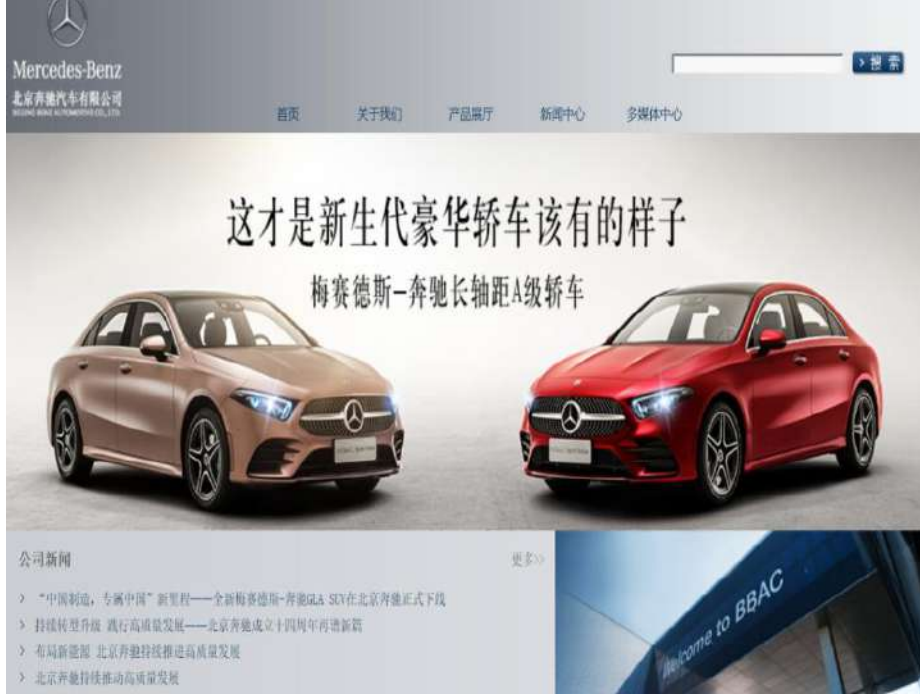 Mercedes-Benz
北京奔驰汽车有限公司
搜 索
首页 关于我们 产品展厅 新闻中心 多媒体中心
这才是新生代豪华轿车该有的样子
梅赛德斯-奔驰长轴距A级轿车
公司新闻 更多>>
> “中国制造，专属中国”新里程——全新梅赛德斯-奔驰GLA SUV在北京奔驰正式下线
> 持续转型升级 践行高质量发展——北京奔驰成立十四周年再谱新篇
> 布局新能源 北京奔驰持续推进高质量发展
> 北京奔驰持续推动高质量发展
Welcome to BBAC